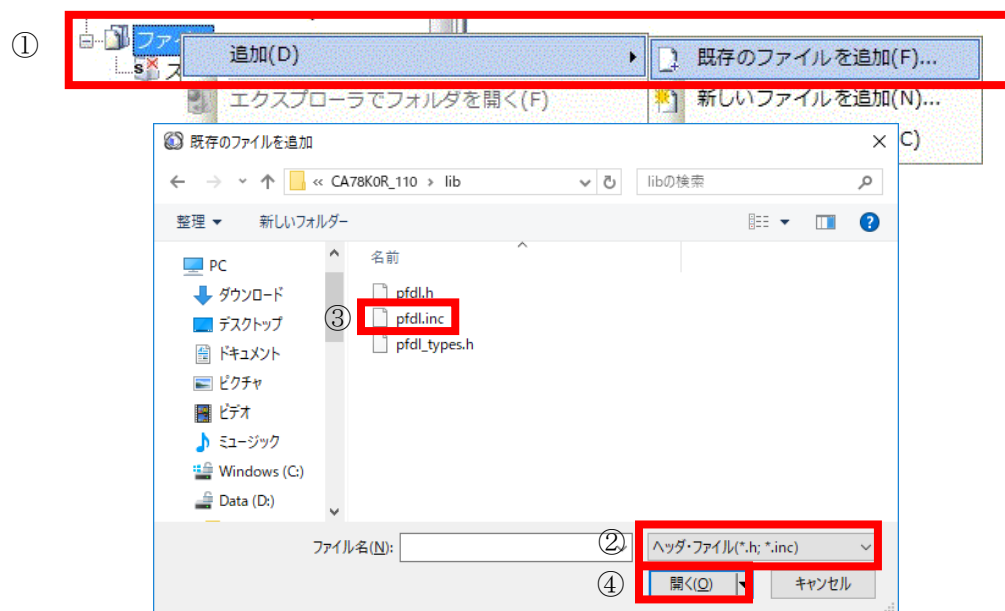 ①
ファイ
追加(D)
既存のファイルを追加(F)...
ス
エクスプローラでフォルダを開く(F)
新しいファイルを追加(N)...
C)
既存のファイルを追加
« CA78K0R_110 › lib
libの検索
整理
新しいフォルダー
名前
PC
ダウンロード
デスクトップ
ドキュメント
ピクチャ
ビデオ
ミュージック
Windows (C:)
Data (D:)
pfdl.h
③
pfdl.inc
pfdl_types.h
ファイル名(N):
②
ヘッダ・ファイル(*.h; *.inc)
④
開く(O)
キャンセル